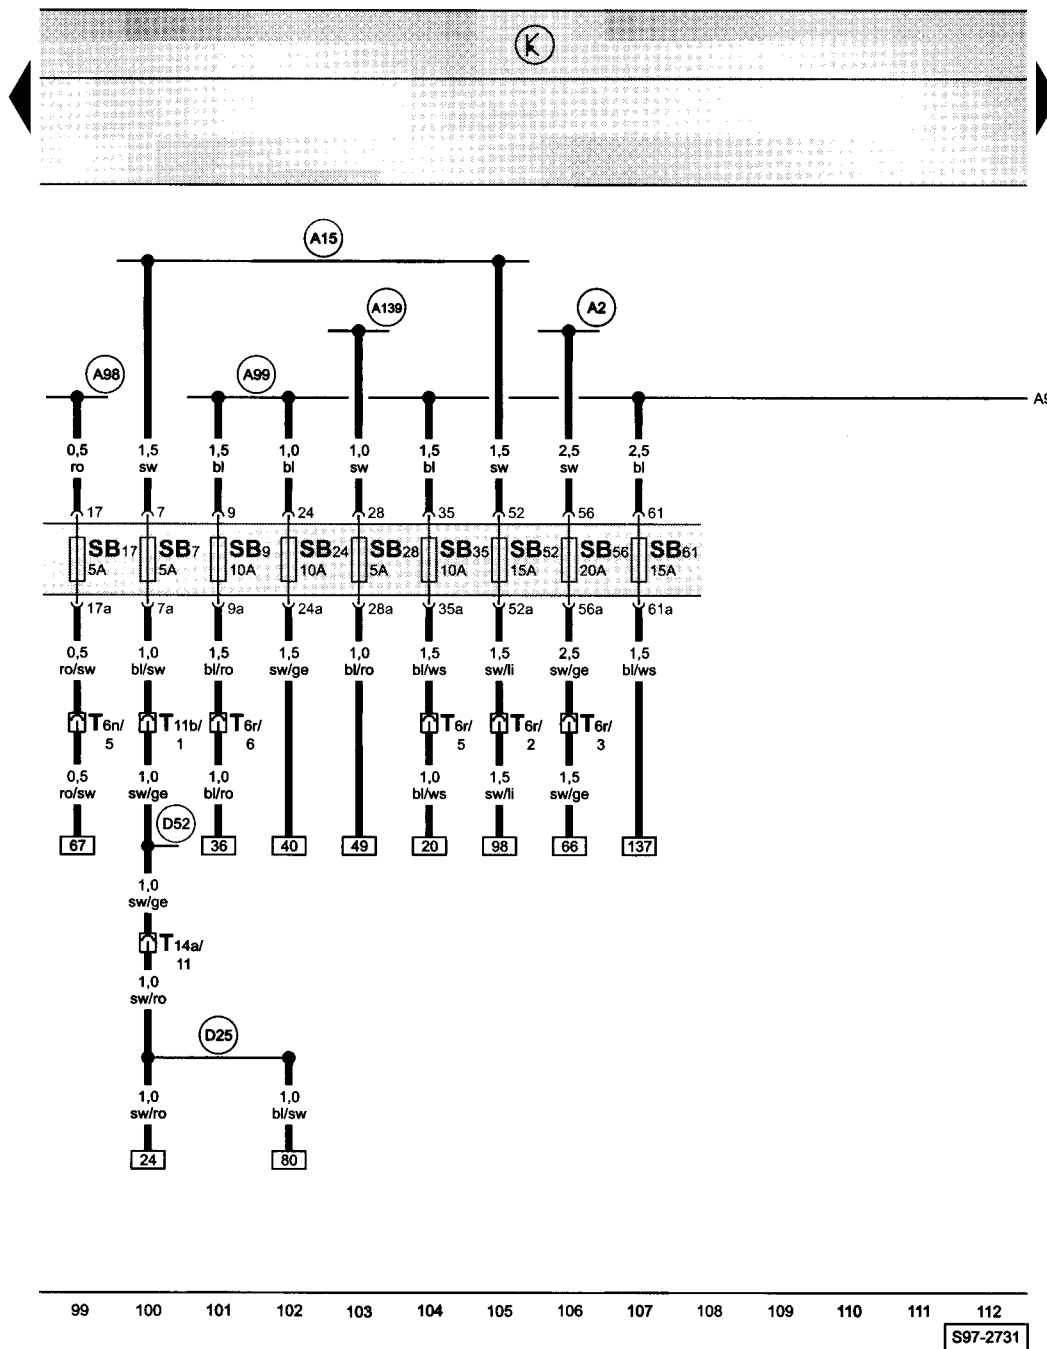 K
A15
A139
A2
A98
A99
0,5 1,5 1,5 1,0 1,0 1,5 1,5 2,5 2,5
ro sw bl bl sw bl sw sw bl
17 7 9 24 28 35 52 56 61
SB17 SB7 SB9 SB24 SB28 SB35 SB52 SB56 SB61
5A 5A 10A 10A 5A 10A 15A 20A 15A
17a 7a 9a 24a 28a 35a 52a 56a 61a
0,5 1,0 1,5 1,5 1,0 1,5 1,5 2,5 1,5
ro/sw bl/sw bl/ro sw/ge bl/ro bl/ws sw/li sw/ge bl/ws
T6n/ T11b/ T6r/ T6r/ T6r/ T6r/
5 1 6 5 2 3
0,5 1,0 1,0 1,0 1,5 1,5
ro/sw sw/ge bl/ro bl/ws sw/li sw/ge
D52
67 36 40 49 20 98 66 137
1,0
sw/ge
T14a/
11
1,0
sw/ro
D25
1,0 1,0
sw/ro bl/sw
24 80
99 100 101 102 103 104 105 106 107 108 109 110 111 112
S97-2731